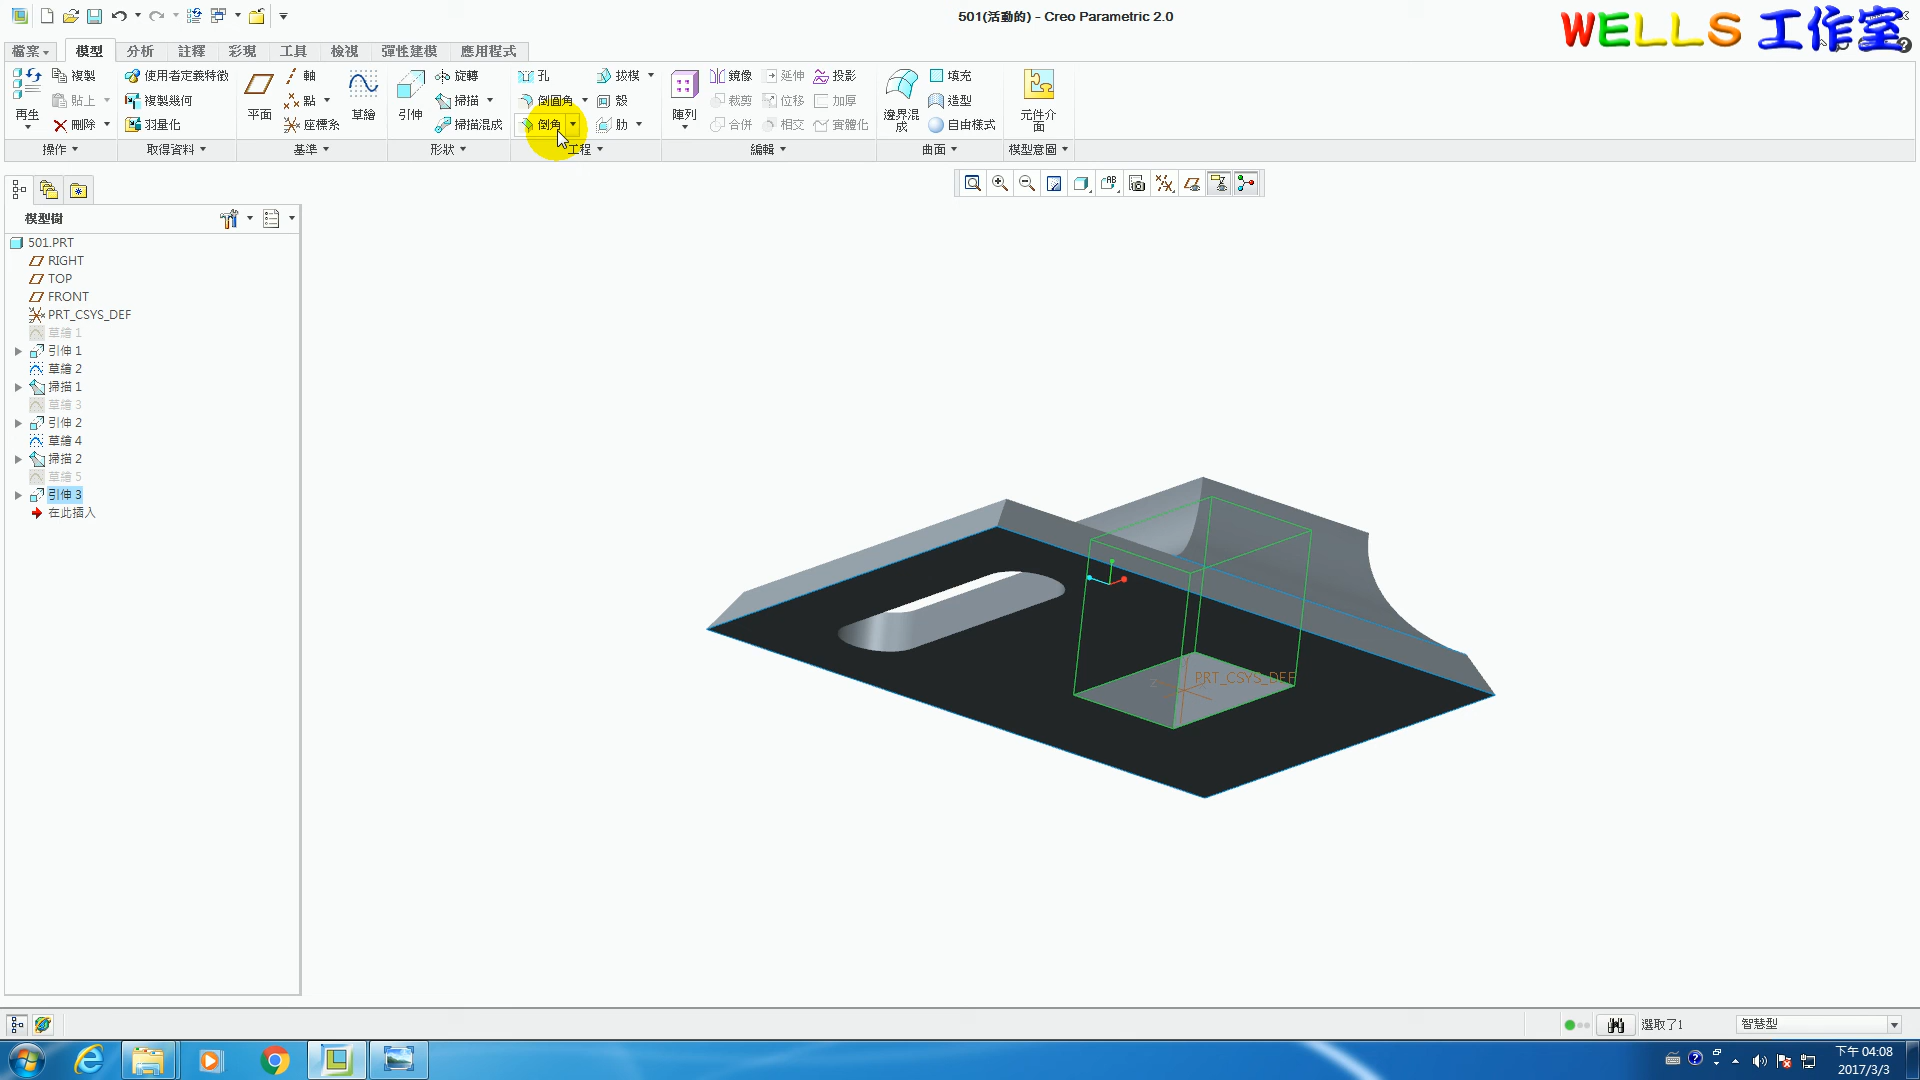 501(活動的) - Creo Parametric 2.0
WELLS 工作室
檔案 模型 分析 註釋 彩現 工具 檢視 彈性建模 應用程式
再生 複製 貼上 刪除
使用者定義特徵 複製幾何 羽量化
平面 軸 點 座標系 草繪
引伸 旋轉 掃描 掃描混成
孔 倒圓角 倒角 拔模 殼 肋
陣列 鏡像 延伸 投影 裁剪 位移 加厚 合併 相交 實體化
邊界混成 填充 造型 自由樣式
元件介面
操作 取得資料 基準 形狀 工程 編輯 曲面 模型意圖
模型樹
501.PRT
RIGHT
TOP
FRONT
PRT_CSYS_DEF
草繪 1
引伸 1
草繪 2
掃描 1
草繪 3
引伸 2
草繪 4
掃描 2
草繪 5
引伸 3
在此插入
Z PRT_CSYS_DEF
選取了1 智慧型
下午 04:08
2017/3/3